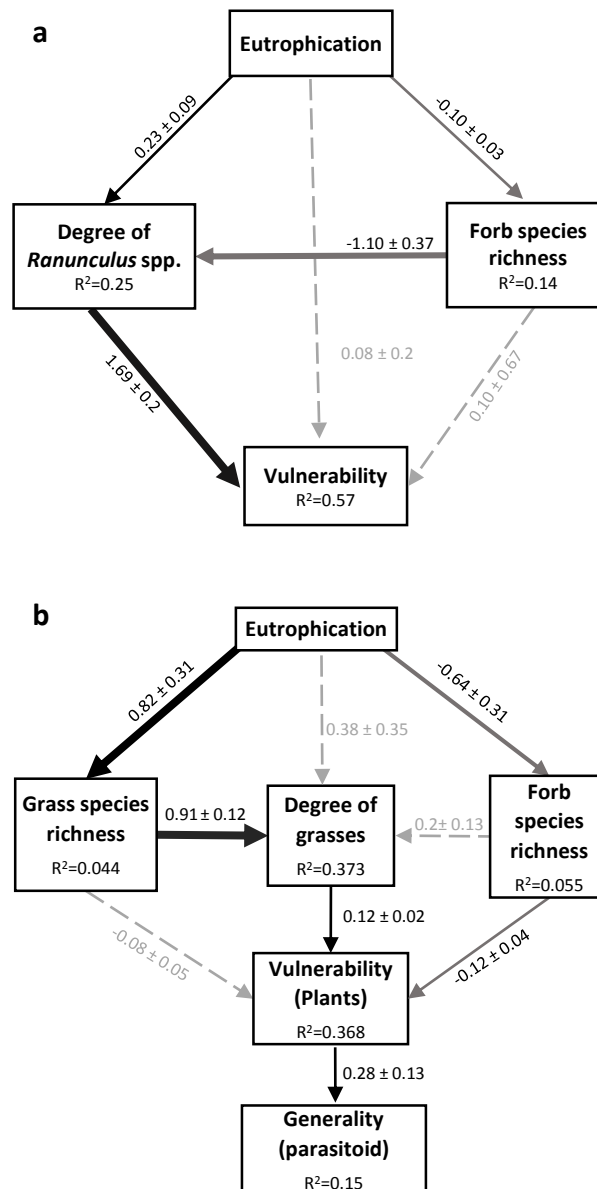 a
Eutrophication
0.23 ± 0.09
-0.10 ± 0.03
Degree of
Ranunculus spp.
R²=0.25
-1.10 ± 0.37
Forb species
richness
R²=0.14
0.08 ± 0.2
0.10 ± 0.67
1.69 ± 0.2
Vulnerability
R²=0.57
b
Eutrophication
0.82 ± 0.31
-0.64 ± 0.31
0.38 ± 0.35
Grass species
richness
R²=0.044
0.91 ± 0.12
Degree of
grasses
R²=0.373
0.2± 0.13
Forb
species
richness
R²=0.055
0.12 ± 0.02
-0.08 ± 0.05
-0.12 ± 0.04
Vulnerability
(Plants)
R²=0.368
0.28 ± 0.13
Generality
(parasitoid)
R²=0.15